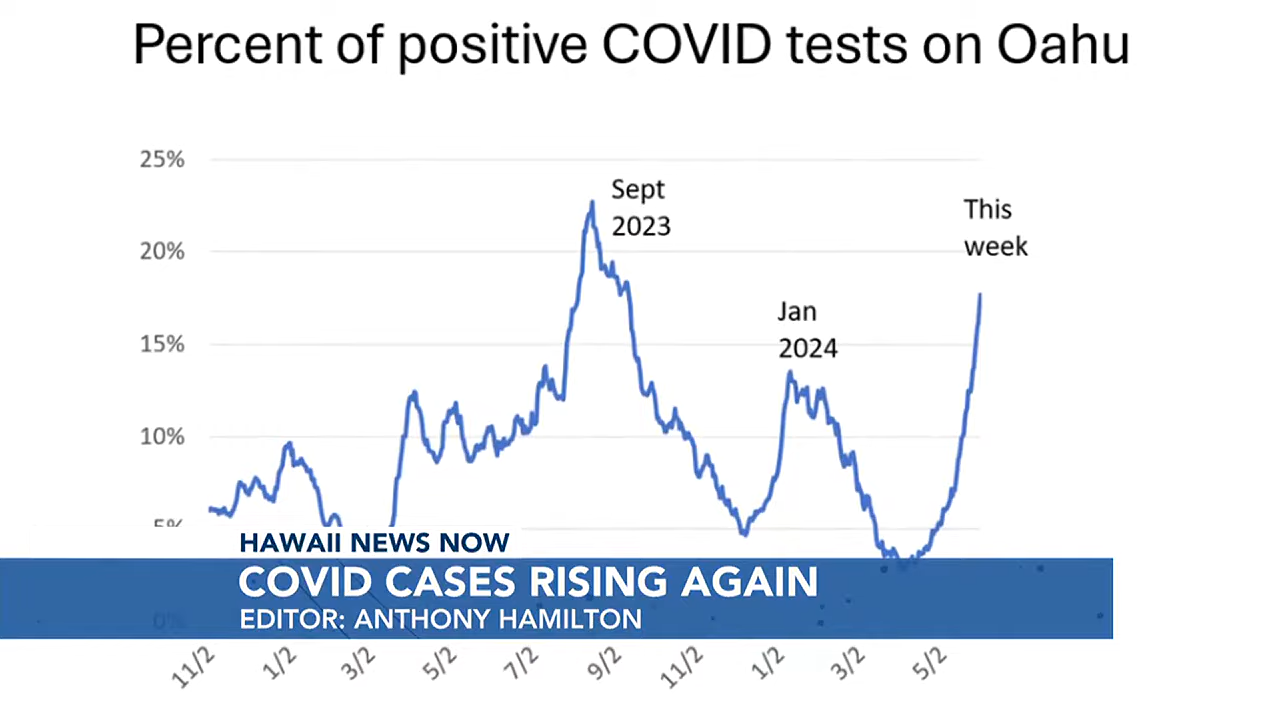 Percent of positive COVID tests on Oahu
25%
Sept
2023
This
week
20%
Jan
2024
15%
10%
5%
HAWAII NEWS NOW
COVID CASES RISING AGAIN
EDITOR: ANTHONY HAMILTON
0%
11/2 1/2 3/2 5/2 7/2 9/2 11/2 1/2 3/2 5/2